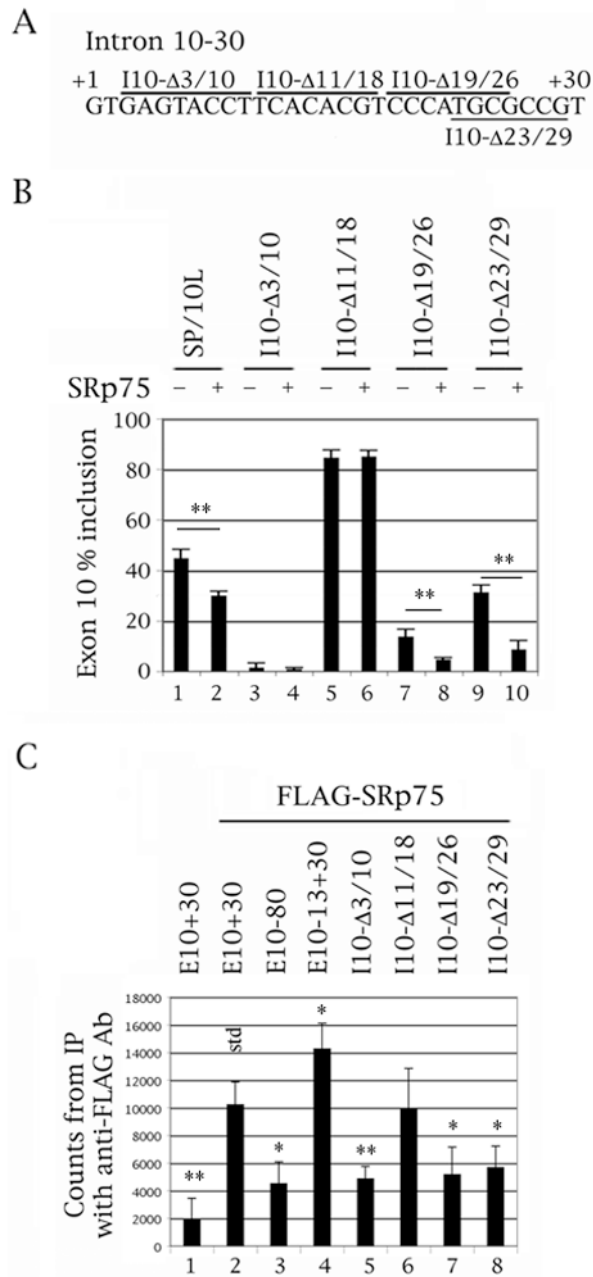 A
Intron 10-30
+1 I10-Δ3/10 I10-Δ11/18 I10-Δ19/26 +30
GTGAGTACCTTCACACGTCCCATGCGCCGT
I10-Δ23/29
B
SP/10L
I10-Δ3/10
I10-Δ11/18
I10-Δ19/26
I10-Δ23/29
SRp75 – + – + – + – + – +
Exon 10 % inclusion
100
80
60
40
20
0
** ** **
1 2 3 4 5 6 7 8 9 10
C
FLAG-SRp75
E10+30
E10+30
E10-80
E10-13+30
I10-Δ3/10
I10-Δ11/18
I10-Δ19/26
I10-Δ23/29
Counts from IP
with anti-FLAG Ab
18000
16000
14000
12000
10000
8000
6000
4000
2000
0
** std * * ** * *
1 2 3 4 5 6 7 8